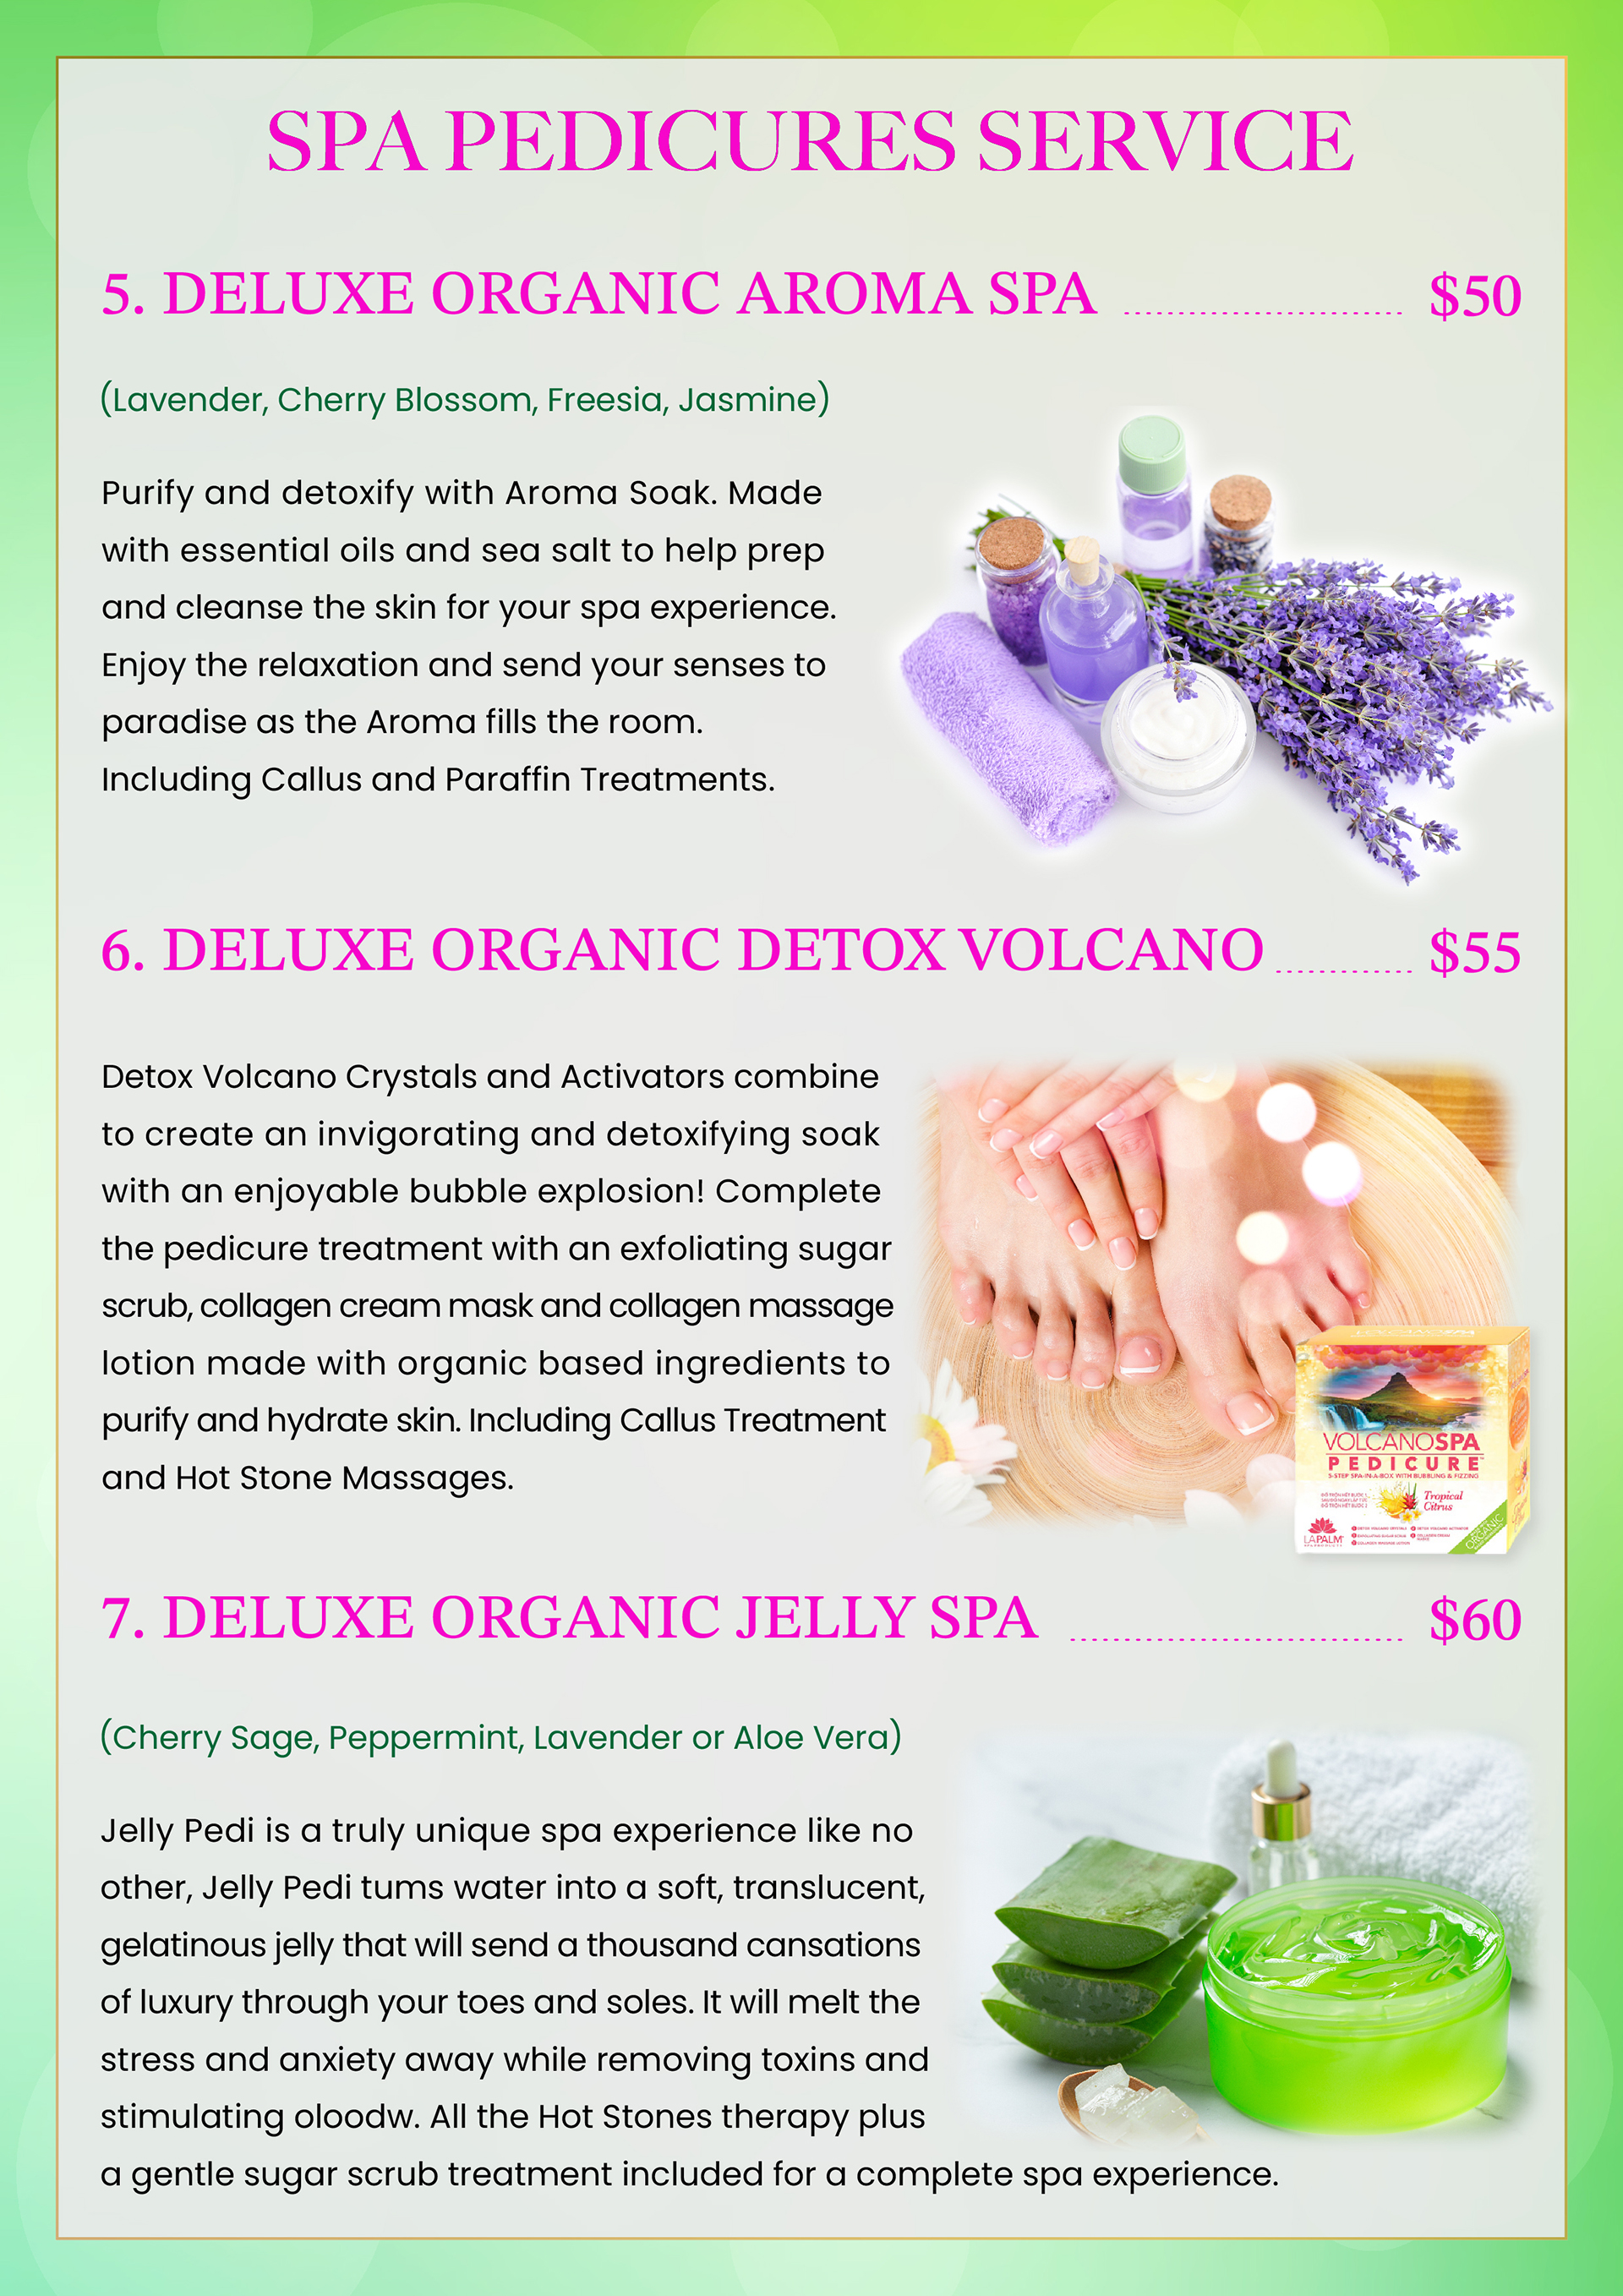 SPA PEDICURES SERVICE
5. DELUXE ORGANIC AROMA SPA ........................ $50
(Lavender, Cherry Blossom, Freesia, Jasmine)
Purify and detoxify with Aroma Soak. Made
with essential oils and sea salt to help prep
and cleanse the skin for your spa experience.
Enjoy the relaxation and send your senses to
paradise as the Aroma fills the room.
Including Callus and Paraffin Treatments.
6. DELUXE ORGANIC DETOX VOLCANO ............ $55
Detox Volcano Crystals and Activators combine
to create an invigorating and detoxifying soak
with an enjoyable bubble explosion! Complete
the pedicure treatment with an exfoliating sugar
scrub, collagen cream mask and collagen massage
lotion made with organic based ingredients to
purify and hydrate skin. Including Callus Treatment
and Hot Stone Massages.
VOLCANOSPA
PEDICURE
5-STEP SPA-IN-A-BOX WITH BUBBLING & FIZZING
Tropical
Citrus
LAPALM
ORGANIC
7. DELUXE ORGANIC JELLY SPA ............................ $60
(Cherry Sage, Peppermint, Lavender or Aloe Vera)
Jelly Pedi is a truly unique spa experience like no
other, Jelly Pedi tums water into a soft, translucent,
gelatinous jelly that will send a thousand cansations
of luxury through your toes and soles. It will melt the
stress and anxiety away while removing toxins and
stimulating oloodw. All the Hot Stones therapy plus
a gentle sugar scrub treatment included for a complete spa experience.